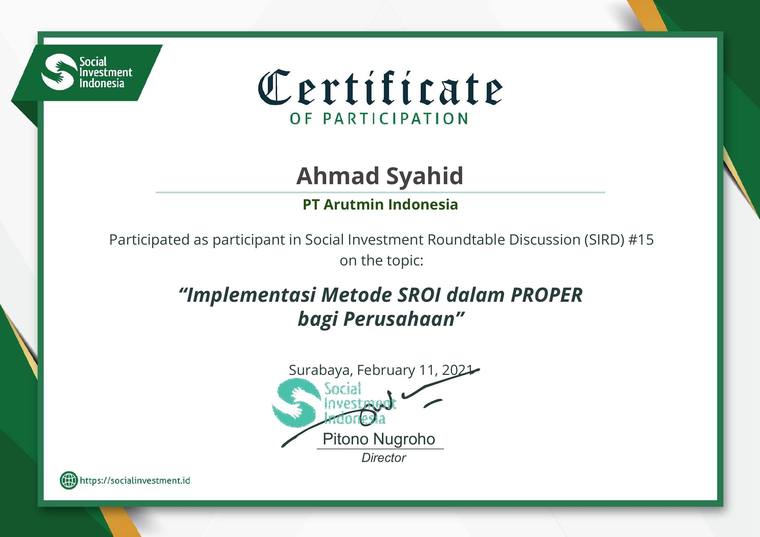 Social
Investment
Indonesia
Certificate
OF PARTICIPATION
Ahmad Syahid
PT Arutmin Indonesia
Participated as participant in Social Investment Roundtable Discussion (SIRD) #15
on the topic:
“Implementasi Metode SROI dalam PROPER
bagi Perusahaan”
Surabaya, February 11, 2021
Social
Investment
Indonesia
Pitono Nugroho
Director
https://socialinvestment.id